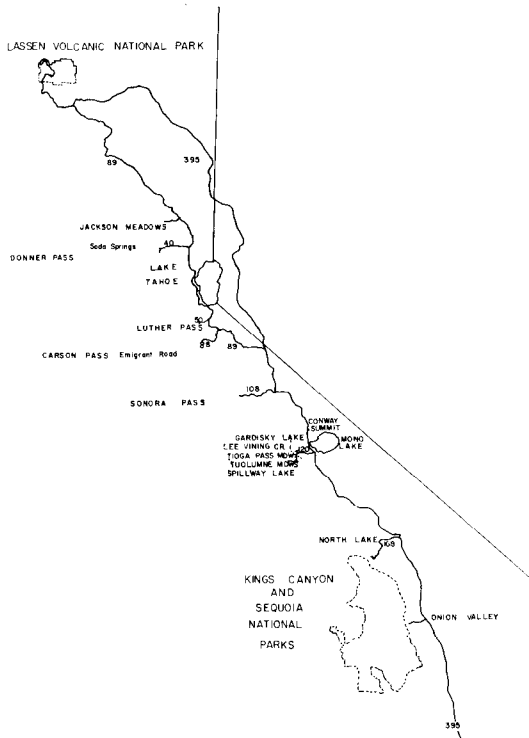 LASSEN VOLCANIC NATIONAL PARK
89
395
JACKSON MEADOWS
Soda Springs
40
DONNER PASS
LAKE
TAHOE
50
LUTHER PASS
88
89
CARSON PASS Emigrant Road
108
SONORA PASS
CONWAY
SUMMIT
GARDISKY LAKE
MONO
LAKE
LEE VINING CR
120
TIOGA PASS MDWS
TUOLUMNE MDWS
SPILLWAY LAKE
NORTH LAKE
168
KINGS CANYON
AND
SEQUOIA
NATIONAL
PARKS
ONION VALLEY
395